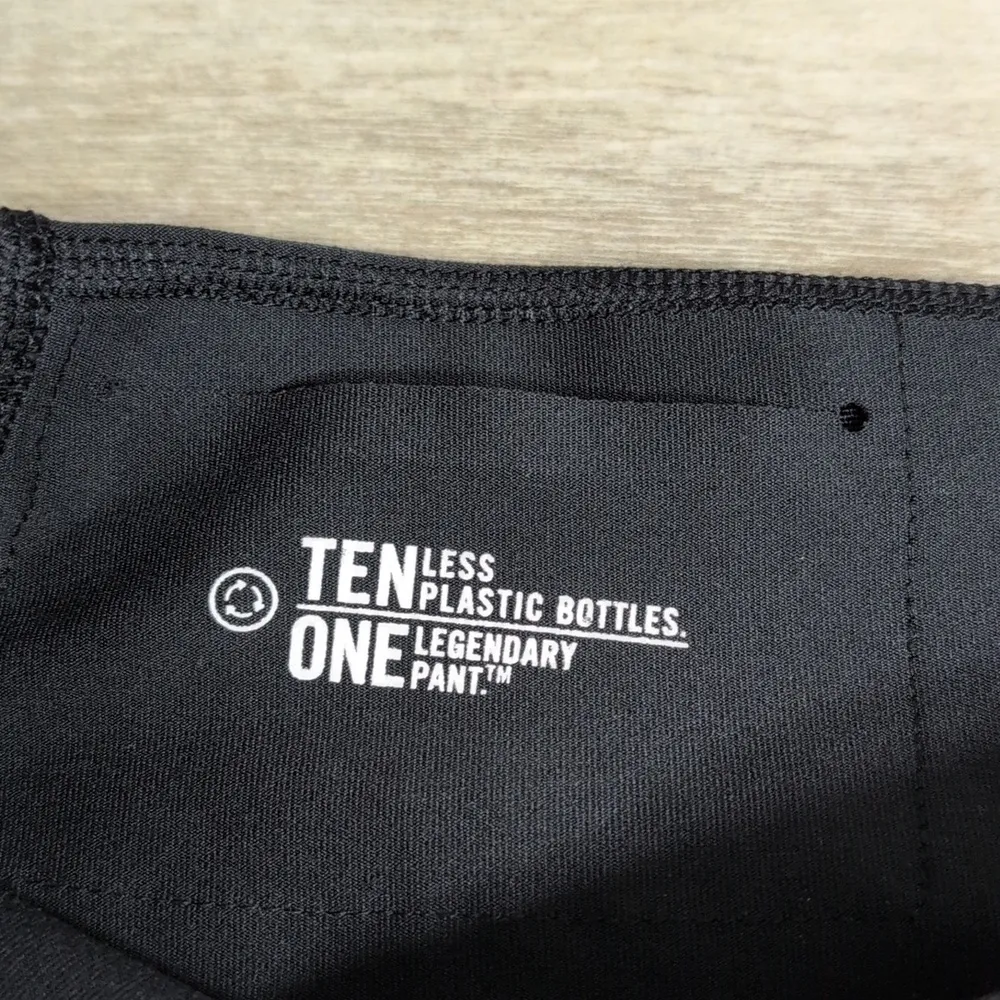 TEN LESS
PLASTIC BOTTLES.
ONE LEGENDARY
PANT.™